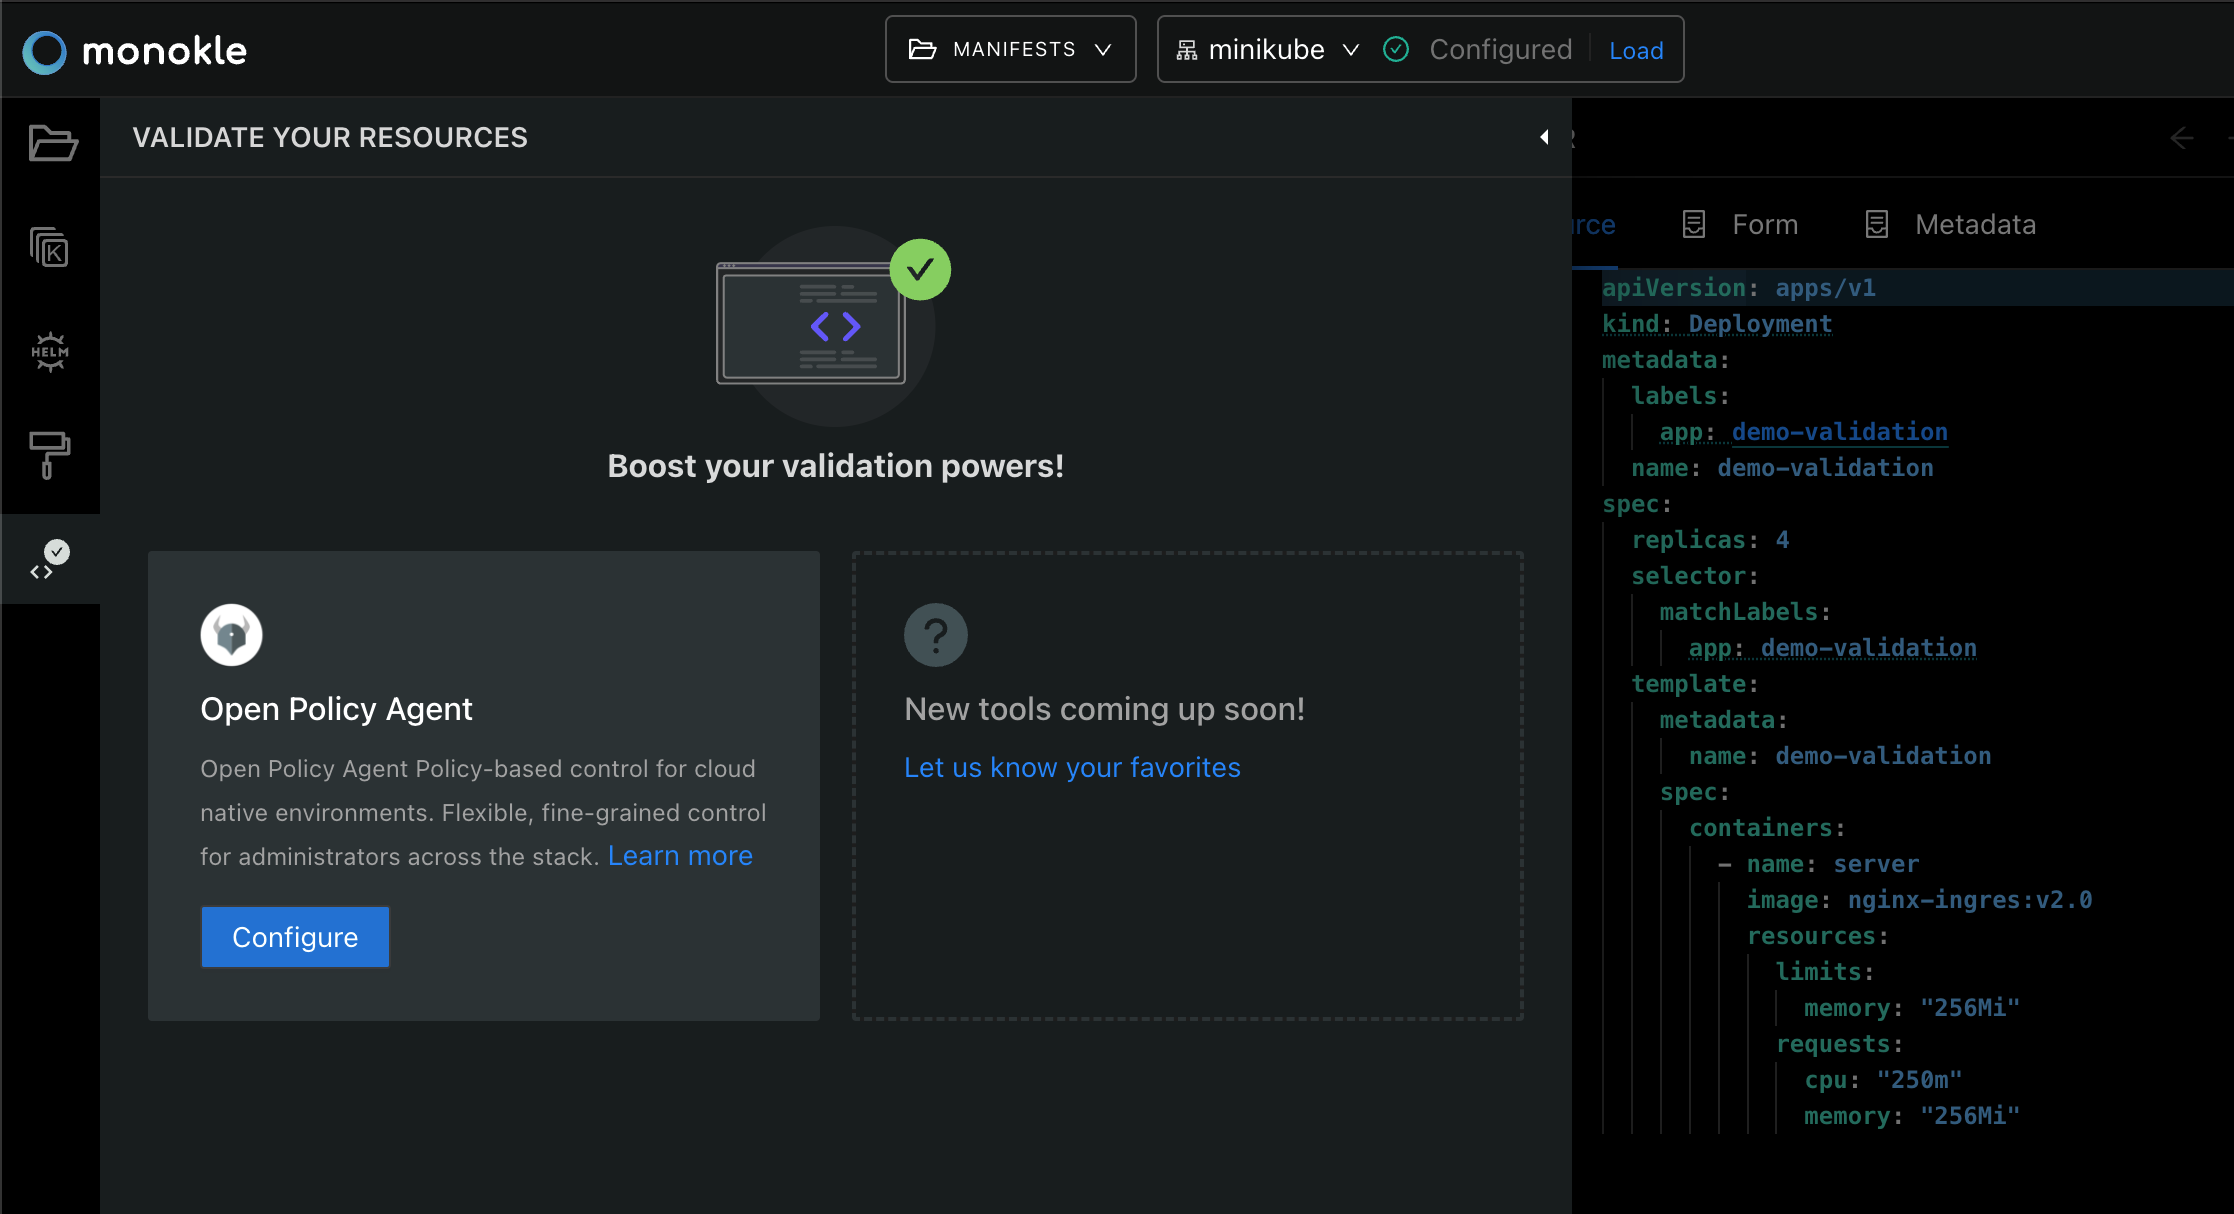 monokle
MANIFESTS
minikube
Configured
Load
VALIDATE YOUR RESOURCES
Boost your validation powers!
HELM
K
Open Policy Agent
Open Policy Agent Policy-based control for cloud
native environments. Flexible, fine-grained control
for administrators across the stack. Learn more
Configure
?
New tools coming up soon!
Let us know your favorites
R
rce
Form
Metadata
apiVersion: apps/v1
kind: Deployment
metadata:
labels:
app: demo-validation
name: demo-validation
spec:
replicas: 4
selector:
matchLabels:
app: demo-validation
template:
metadata:
name: demo-validation
spec:
containers:
- name: server
image: nginx-ingres:v2.0
resources:
limits:
memory: "256Mi"
requests:
cpu: "250m"
memory: "256Mi"